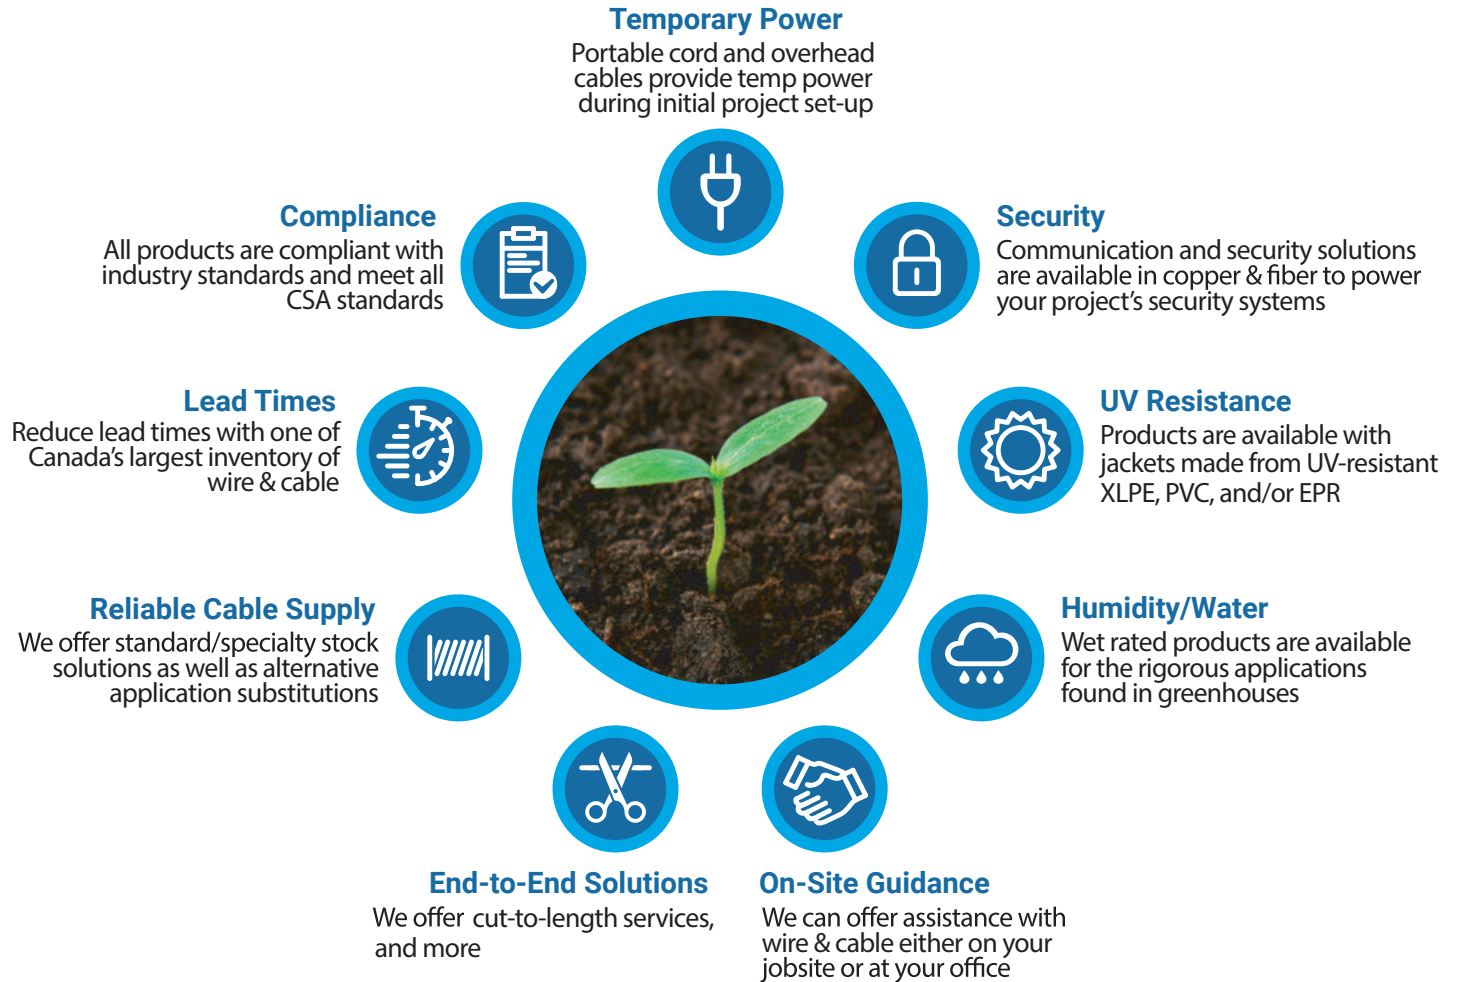 Temporary Power
Portable cord and overhead
cables provide temp power
during initial project set-up
Compliance
All products are compliant with
industry standards and meet all
CSA standards
Security
Communication and security solutions
are available in copper & fiber to power
your project's security systems
Lead Times
Reduce lead times with one of
Canada's largest inventory of
wire & cable
UV Resistance
Products are available with
jackets made from UV-resistant
XLPE, PVC, and/or EPR
Reliable Cable Supply
We offer standard/specialty stock
solutions as well as alternative
application substitutions
Humidity/Water
Wet rated products are available
for the rigorous applications
found in greenhouses
End-to-End Solutions
We offer cut-to-length services,
and more
On-Site Guidance
We can offer assistance with
wire & cable either on your
jobsite or at your office